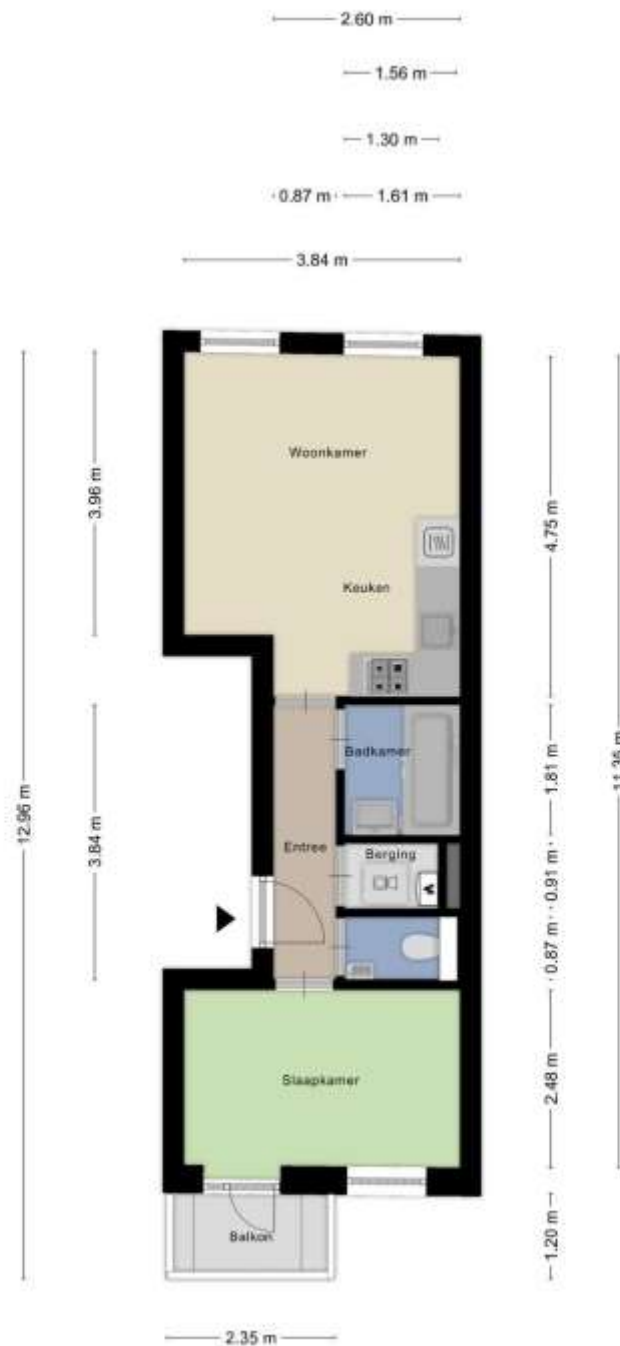 2.60 m
1.56 m
1.30 m
0.87 m 1.61 m
3.84 m
Woonkamer
3.96 m
4.75 m
Keuken
Badkamer
1.81 m
11.36 m
12.96 m
3.84 m
Entree
Berging
0.91 m
0.87 m
Slaapkamer
2.48 m
Balkon
1.20 m
2.35 m